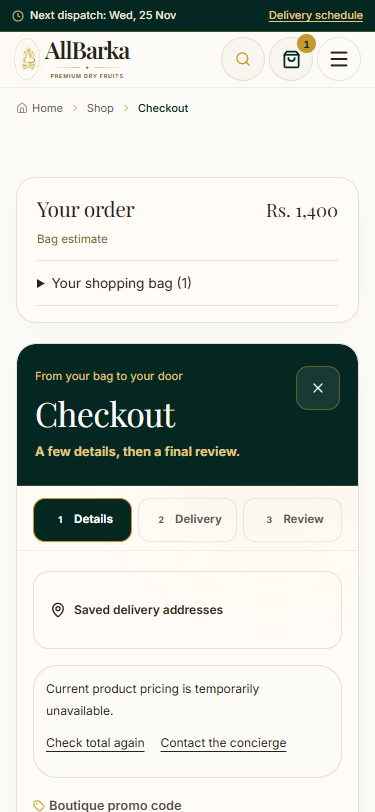 Next dispatch: Wed, 25 Nov Delivery schedule
AllBarka
PREMIUM DRY FRUITS
1
Home Shop Checkout
Your order Rs. 1,400
Bag estimate
Your shopping bag (1)
From your bag to your door
Checkout
A few details, then a final review.
1 Details 2 Delivery 3 Review
Saved delivery addresses
Current product pricing is temporarily
unavailable.
Check total again Contact the concierge
Boutique promo code